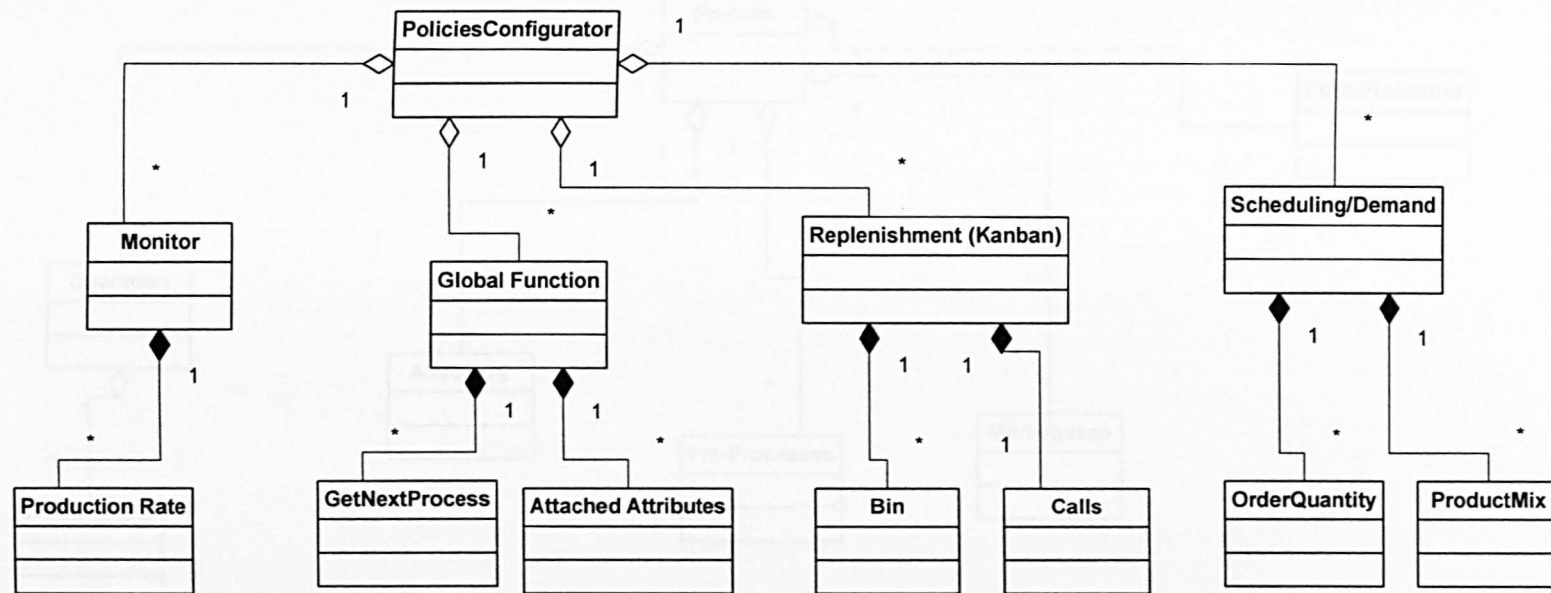 PoliciesConfigurator
1
1
*
1
1
*
*
*
Monitor
Global Function
Replenishment (Kanban)
Scheduling/Demand
1
1
1
1
1
1
1
*
*
*
*
1
*
*
Production Rate
GetNextProcess
Attached Attributes
Bin
Calls
OrderQuantity
ProductMix